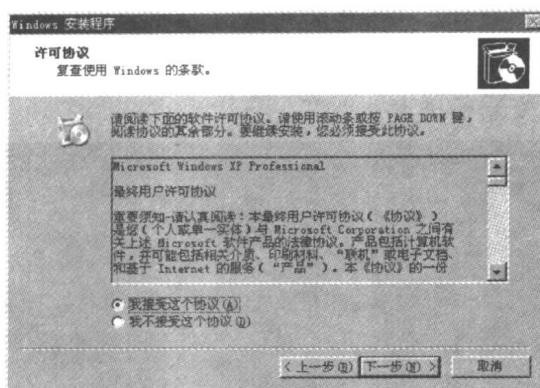 Windows 安装程序
许可协议
复查使用 Windows 的条款。
请阅读下面的软件许可协议。请使用滚动条或按 PAGE DOWN 键，
阅读协议的其余部分。要继续安装，您必须接受此协议。
Microsoft Windows XP Professional
最终用户许可协议
重要须知-请认真阅读：本最终用户许可协议（《协议》）
是您（个人或单一实体）与 Microsoft Corporation 之间有
关上述 Microsoft 软件产品的法律协议。产品包括计算机软
件，并可能包括相关介质、印刷材料、“联机”或电子文档、
和基于 Internet 的服务（“产品”）。本《协议》的一份
我接受这个协议(A)
我不接受这个协议(D)
< 上一步(B) 下一步(N) > 取消